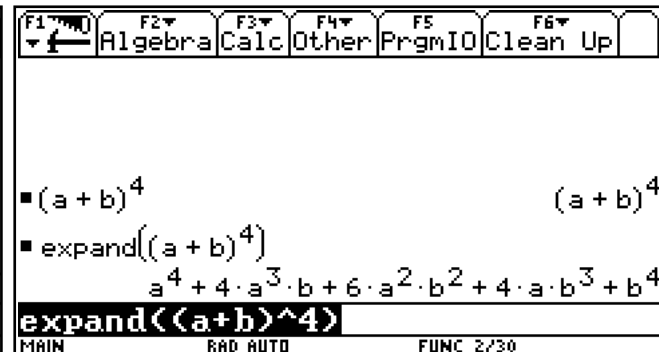 F1 F2 Algebra F3 Calc F4 Other F5 PrgmIO F6 Clean Up
(a + b)^4 (a + b)^4
expand((a + b)^4)
a^4 + 4·a^3·b + 6·a^2·b^2 + 4·a·b^3 + b^4
expand((a+b)^4)
MAIN RAD AUTO FUNC 2/30